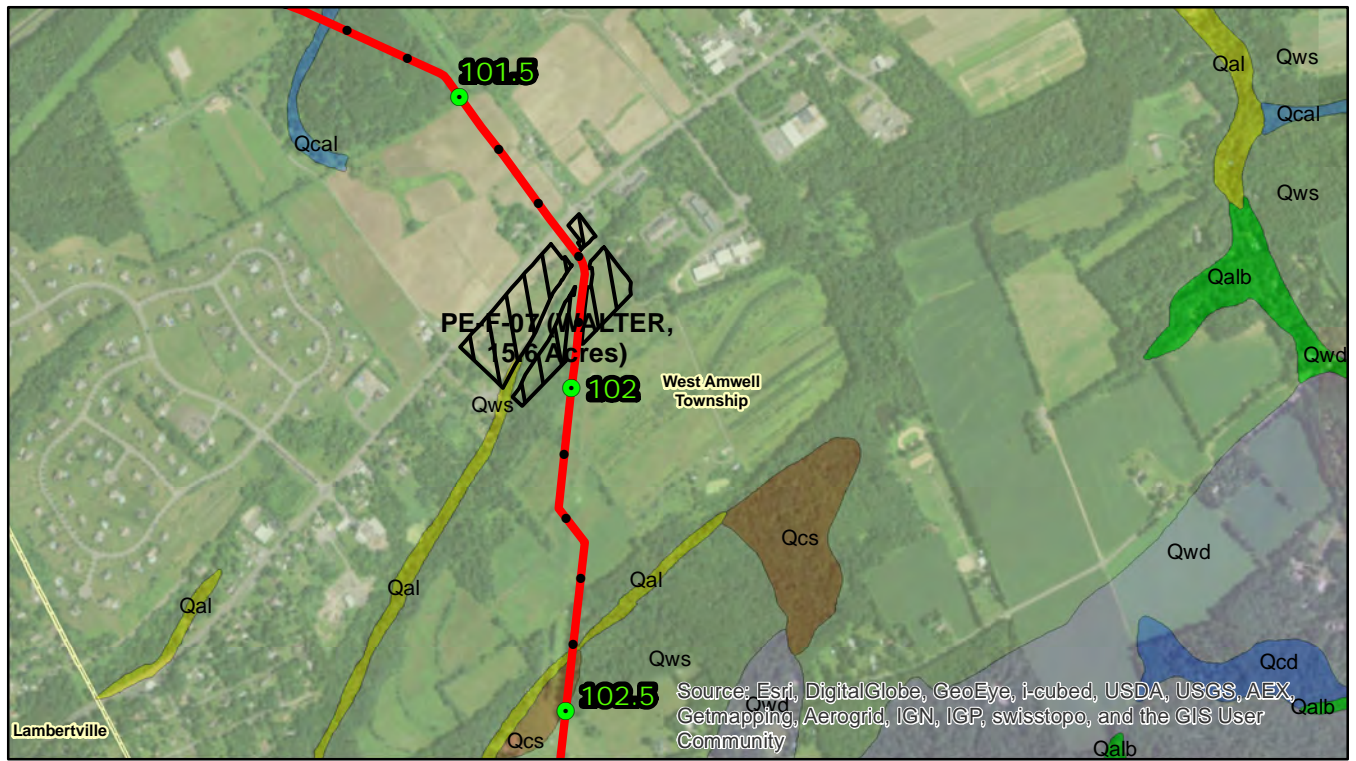 101.5
Qal
Qws
Qcal
Qcal
Qws
Qalb
PE-F-07 (WALTER,
15.6 Acres)
Qwd
102
West Amwell
Township
Qws
Qcs
Qwd
Qal
Qal
Qal
Qws
Qcd
102.5
Qwd
Source: Esri, DigitalGlobe, GeoEye, i-cubed, USDA, USGS, AEX,
Getmapping, Aerogrid, IGN, IGP, swisstopo, and the GIS User
Community
Qalb
Lambertville
Qcs
Qalb